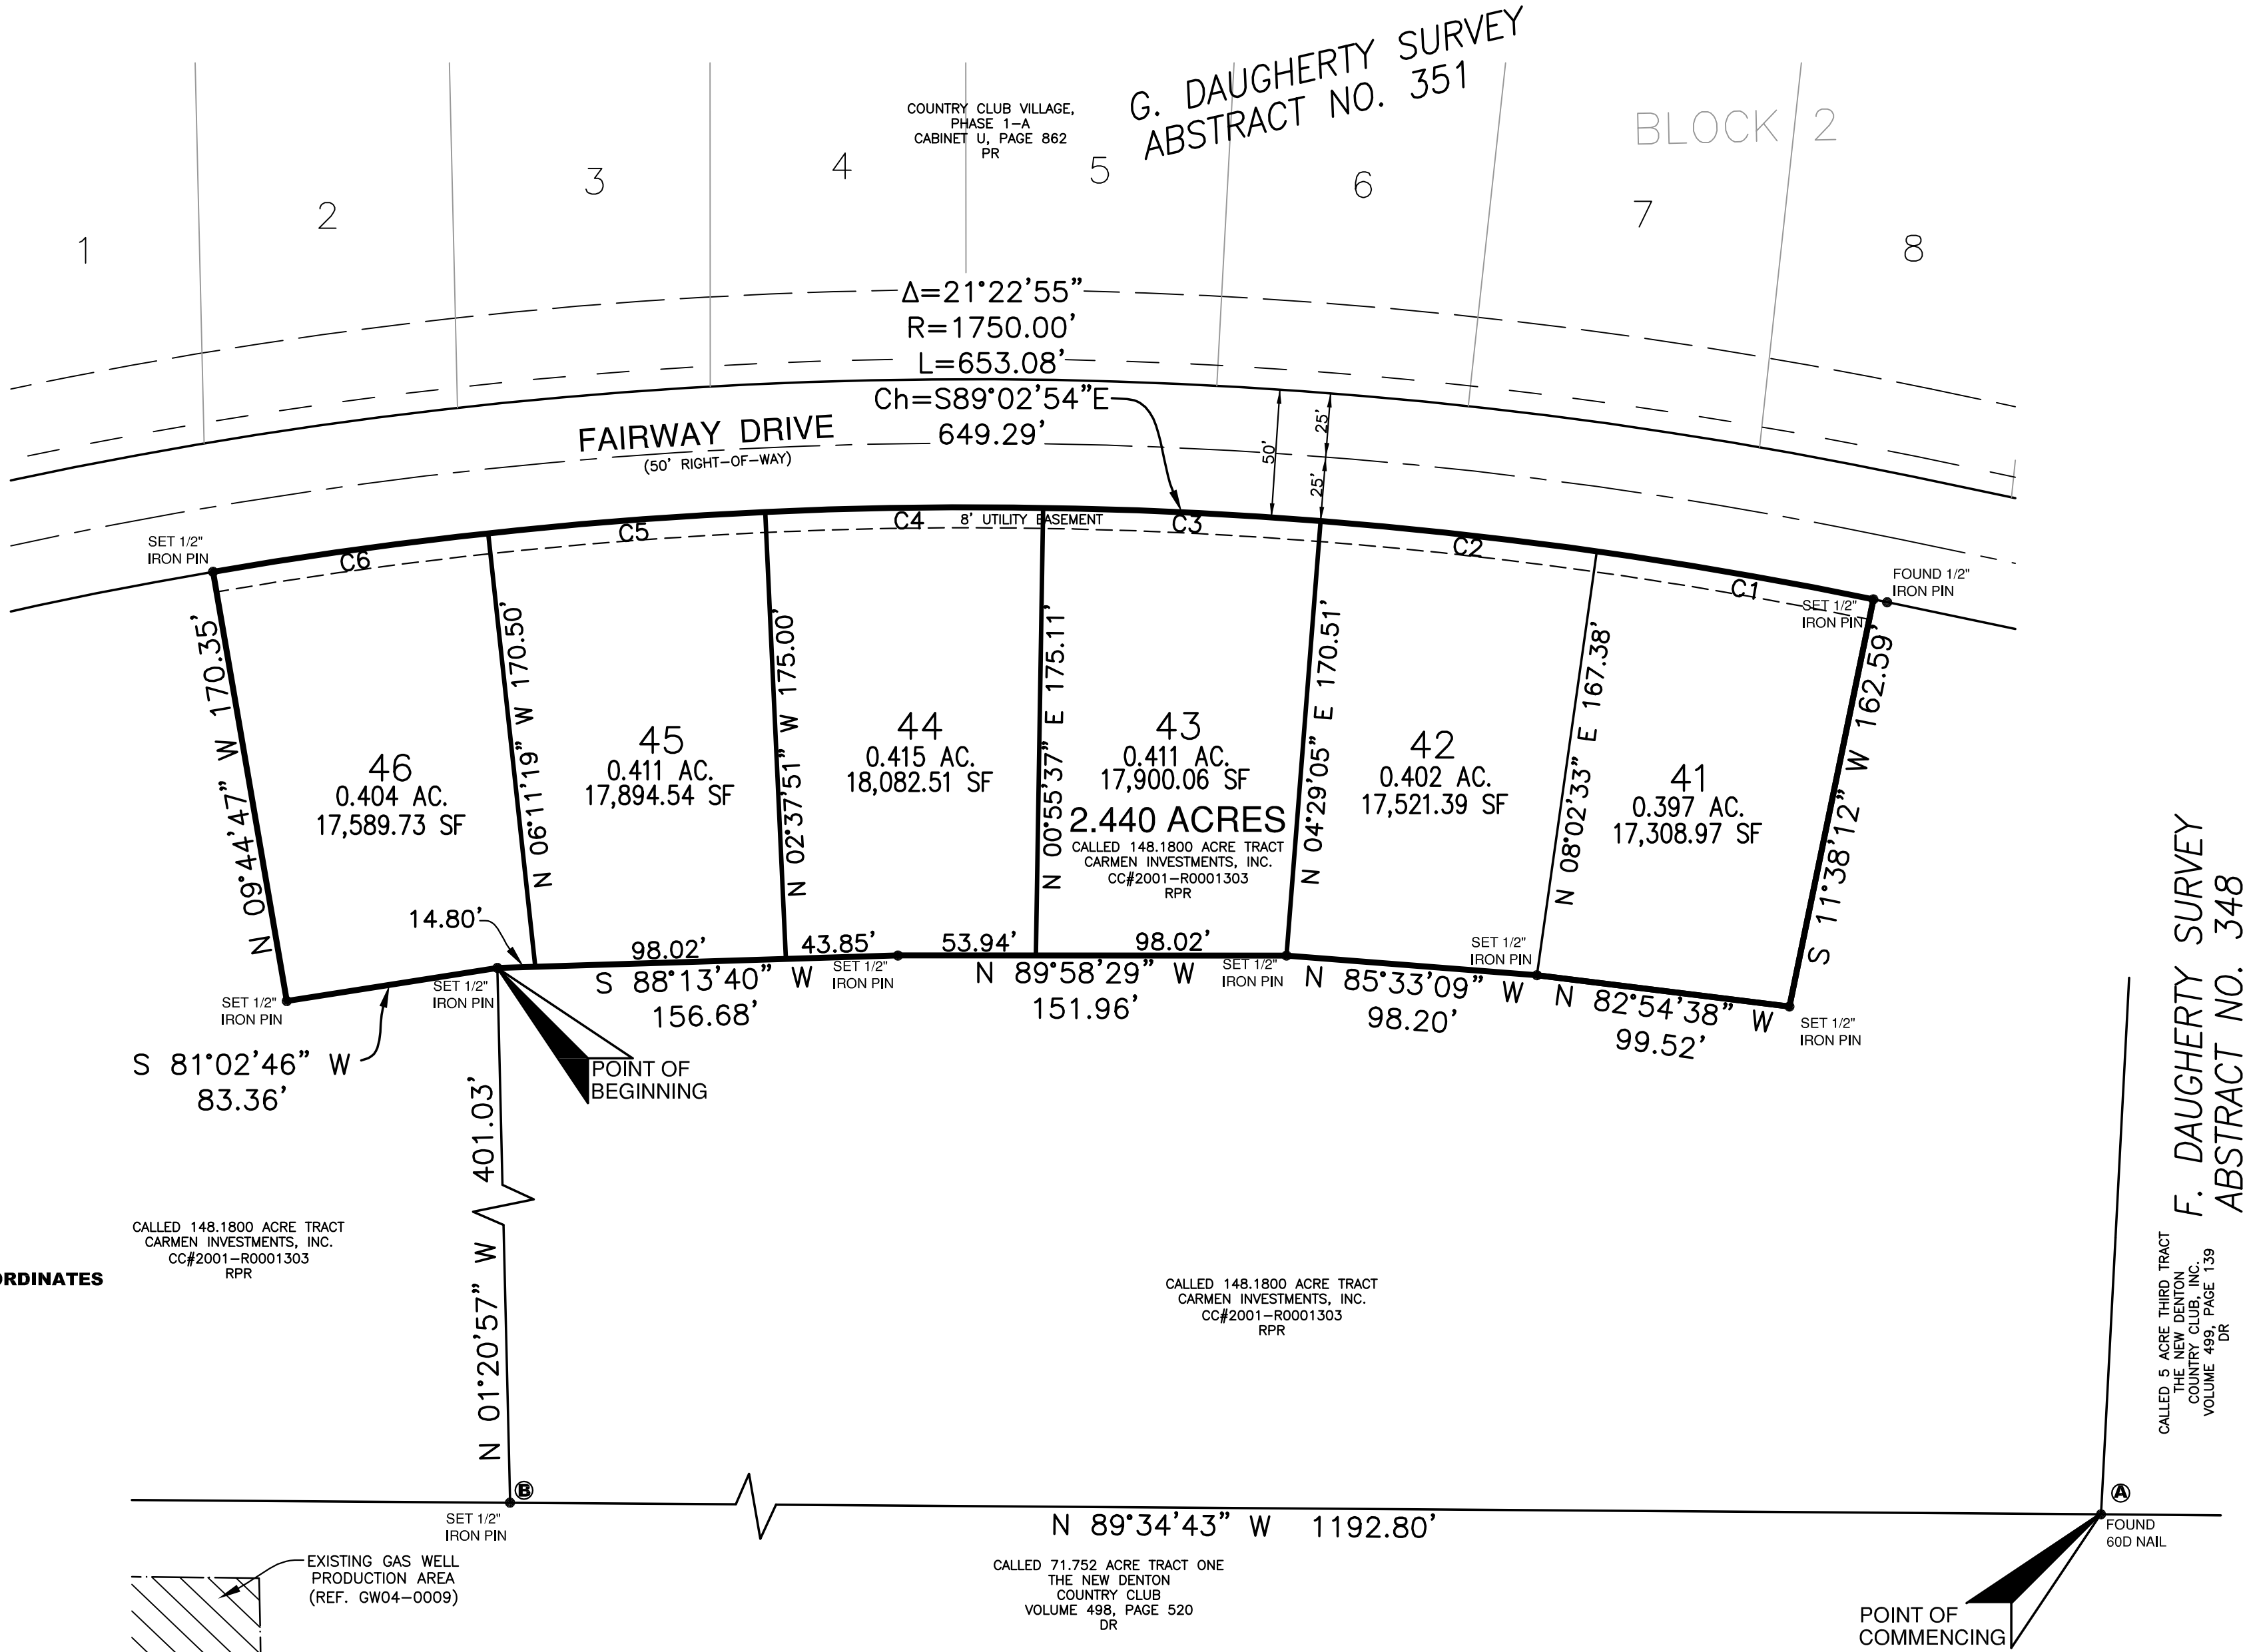 G. DAUGHERTY SURVEY
ABSTRACT NO. 351
COUNTRY CLUB VILLAGE,
PHASE 1-A
CABINET U, PAGE 862
PR
BLOCK 2
1
2
3
4
5
6
7
8
Δ=21°22'55"
R=1750.00'
L=653.08'
Ch=S89°02'54"E
649.29'
FAIRWAY DRIVE
(50' RIGHT-OF-WAY)
50'
25'
25'
SET 1/2"
IRON PIN
C6
C5
C4
8' UTILITY EASEMENT
C3
C2
C1
SET 1/2"
IRON PIN
FOUND 1/2"
IRON PIN
N 09°44'47" W 170.35'
46
0.404 AC.
17,589.73 SF
N 06°11'19" W 170.50'
45
0.411 AC.
17,894.54 SF
N 02°37'51" W 175.00'
44
0.415 AC.
18,082.51 SF
N 00°55'37" E 175.11'
43
0.411 AC.
17,900.06 SF
2.440 ACRES
CALLED 148.1800 ACRE TRACT
CARMEN INVESTMENTS, INC.
CC#2001-R0001303
RPR
N 04°29'05" E 170.51'
42
0.402 AC.
17,521.39 SF
N 08°02'33" E 167.38'
41
0.397 AC.
17,308.97 SF
S 11°38'12" W 162.59'
14.80'
98.02'
43.85'
53.94'
98.02'
SET 1/2"
IRON PIN
SET 1/2"
IRON PIN
S 88°13'40" W
156.68'
SET 1/2"
IRON PIN
N 89°58'29" W
151.96'
SET 1/2"
IRON PIN
N 85°33'09" W
98.20'
SET 1/2"
IRON PIN
N 82°54'38" W
99.52'
SET 1/2"
IRON PIN
S 81°02'46" W
83.36'
POINT OF
BEGINNING
N 01°20'57" W 401.03'
CALLED 148.1800 ACRE TRACT
CARMEN INVESTMENTS, INC.
CC#2001-R0001303
RPR
ORDINATES
CALLED 148.1800 ACRE TRACT
CARMEN INVESTMENTS, INC.
CC#2001-R0001303
RPR
F. DAUGHERTY SURVEY
ABSTRACT NO. 348
CALLED 5 ACRE THIRD TRACT
THE NEW DENTON
COUNTRY CLUB, INC.
VOLUME 499, PAGE 139
DR
B
SET 1/2"
IRON PIN
A
FOUND
60D NAIL
N 89°34'43" W 1192.80'
EXISTING GAS WELL
PRODUCTION AREA
(REF. GW04-0009)
CALLED 71.752 ACRE TRACT ONE
THE NEW DENTON
COUNTRY CLUB
VOLUME 498, PAGE 520
DR
POINT OF
COMMENCING